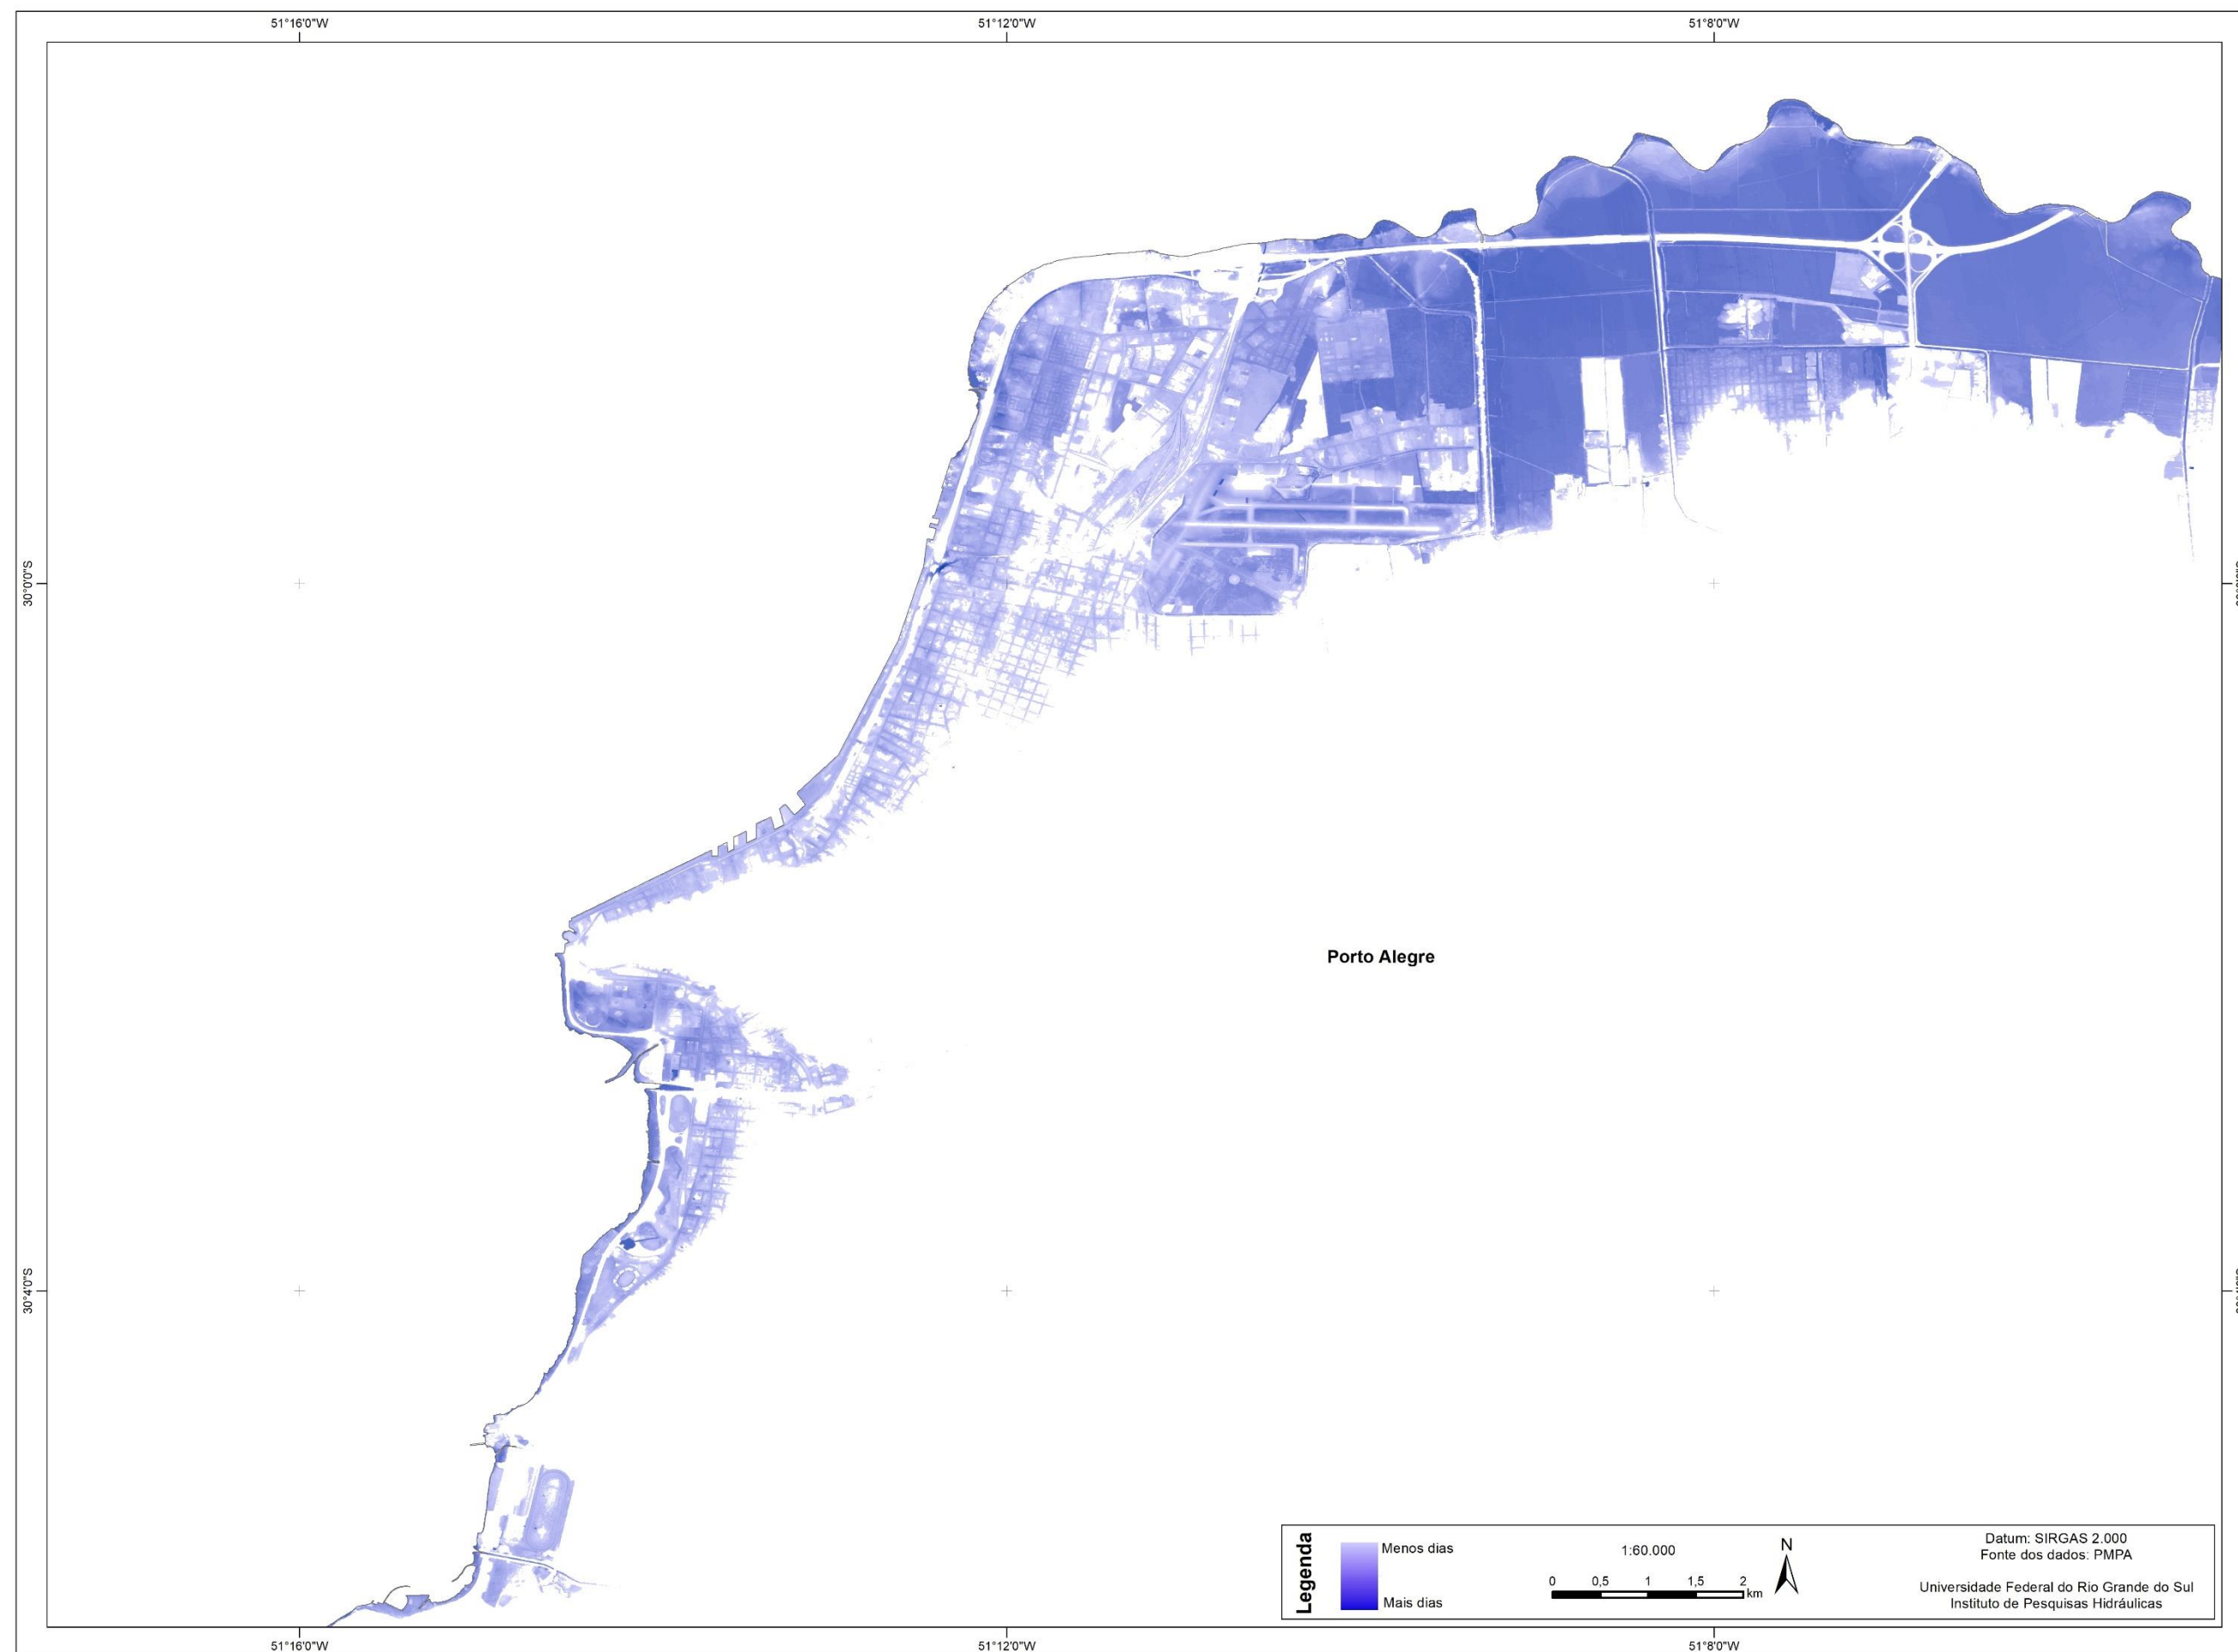 51°16'0"W
51°12'0"W
51°8'0"W
30°0'0"S
30°4'0"S
Porto Alegre
Legenda
Menos dias
Mais dias
1:60.000
0 0,5 1 1,5 2
km
N
Datum: SIRGAS 2.000
Fonte dos dados: PMPA
Universidade Federal do Rio Grande do Sul
Instituto de Pesquisas Hidráulicas
51°16'0"W
51°12'0"W
51°8'0"W